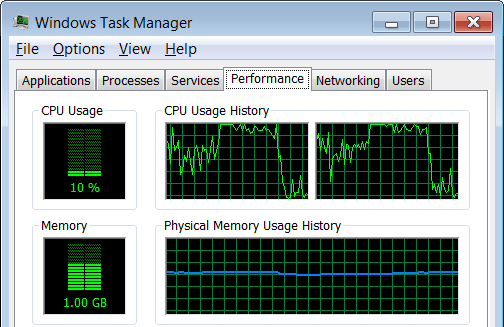 Windows Task Manager
File Options View Help
Applications Processes Services Performance Networking Users
CPU Usage CPU Usage History
10 %
Memory Physical Memory Usage History
1.00 GB